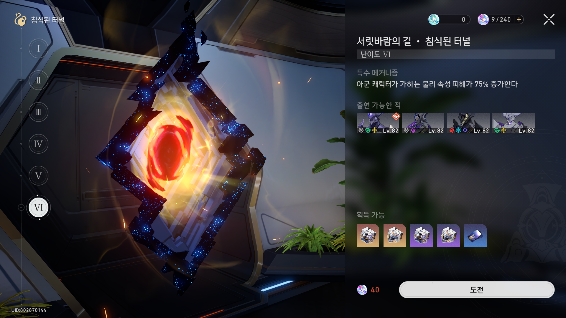 침식된 터널
0
9 / 240 +
I
II
III
IV
V
VI
서릿바람의 길 · 침식된 터널
난이도 VI
특수 메커니즘
아군 캐릭터가 가하는 물리 속성 피해가 75% 증가한다
출현 가능한 적
Lv.82 Lv.82 Lv.82 Lv.82
획득 가능
40
도전